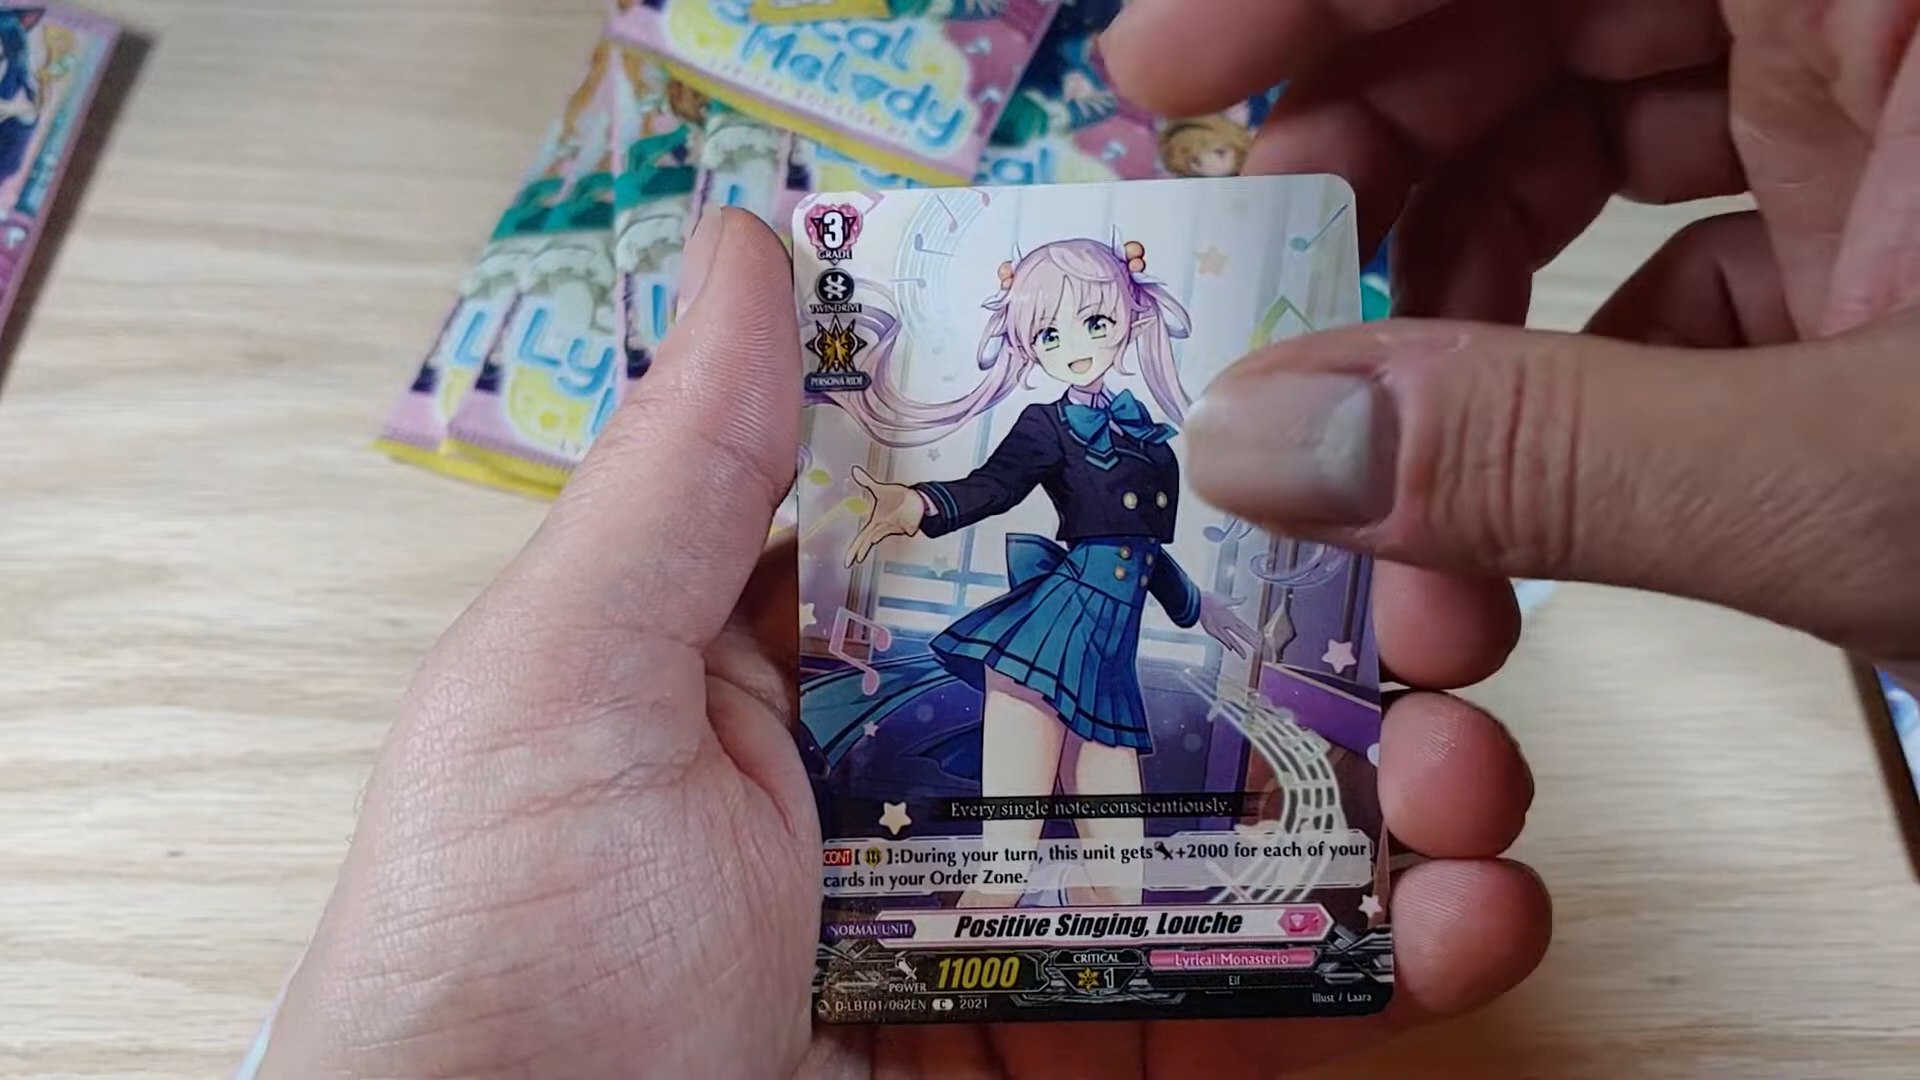 Melody
Ly
3
GRADE
TWIN DRIVE
PERSONA RIDE
Every single note, conscientiously.
CONT【 】:During your turn, this unit gets +2000 for each of your
cards in your Order Zone.
NORMAL UNIT
Positive Singing, Louche
POWER 11000 CRITICAL 1 Lyrical Monasterio
Elf
D-LBT01/062EN C 2021 Illust / Laara